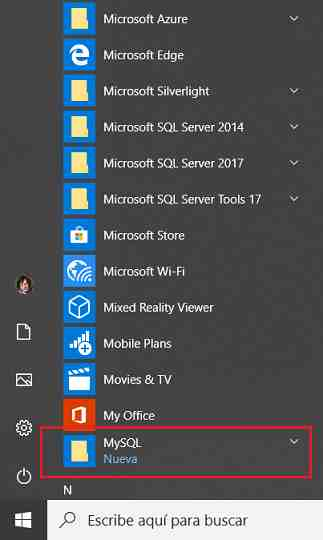 Microsoft Azure
Microsoft Edge
Microsoft Silverlight
Microsoft SQL Server 2014
Microsoft SQL Server 2017
Microsoft SQL Server Tools 17
Microsoft Store
Microsoft Wi-Fi
Mixed Reality Viewer
Mobile Plans
Movies & TV
My Office
MySQL
Nueva
N
Escribe aquí para buscar